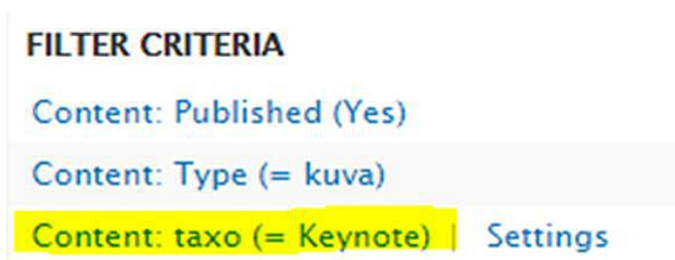 FILTER CRITERIA
Content: Published (Yes)
Content: Type (= kuva)
Content: taxo (= Keynote) | Settings